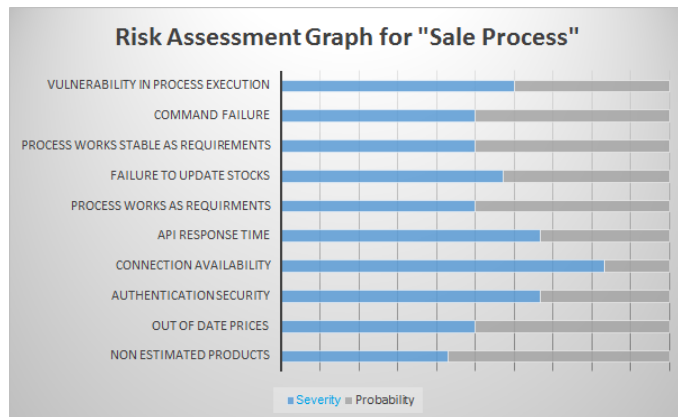 Risk Assessment Graph for "Sale Process"
VULNERABILITY IN PROCESS EXECUTION
COMMAND FAILURE
PROCESS WORKS STABLE AS REQUIREMENTS
FAILURE TO UPDATE STOCKS
PROCESS WORKS AS REQUIRMENTS
API RESPONSE TIME
CONNECTION AVAILABILITY
AUTHENTICATION SECURITY
OUT OF DATE PRICES
NON ESTIMATED PRODUCTS
Severity Probability